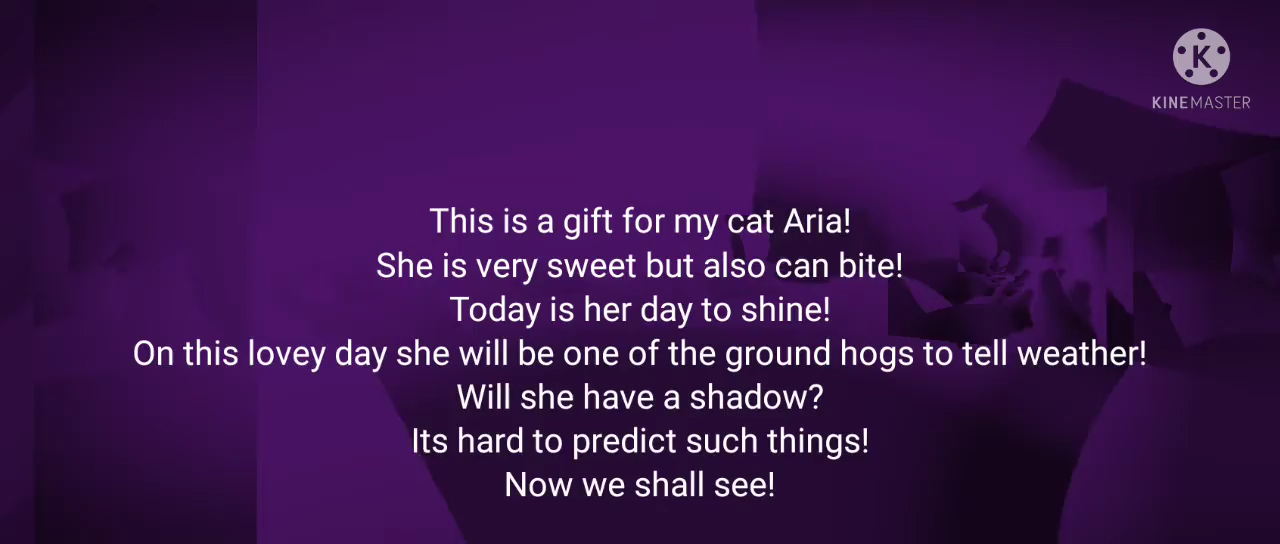 K
KINEMASTER
This is a gift for my cat Aria!
She is very sweet but also can bite!
Today is her day to shine!
On this lovey day she will be one of the ground hogs to tell weather!
Will she have a shadow?
Its hard to predict such things!
Now we shall see!